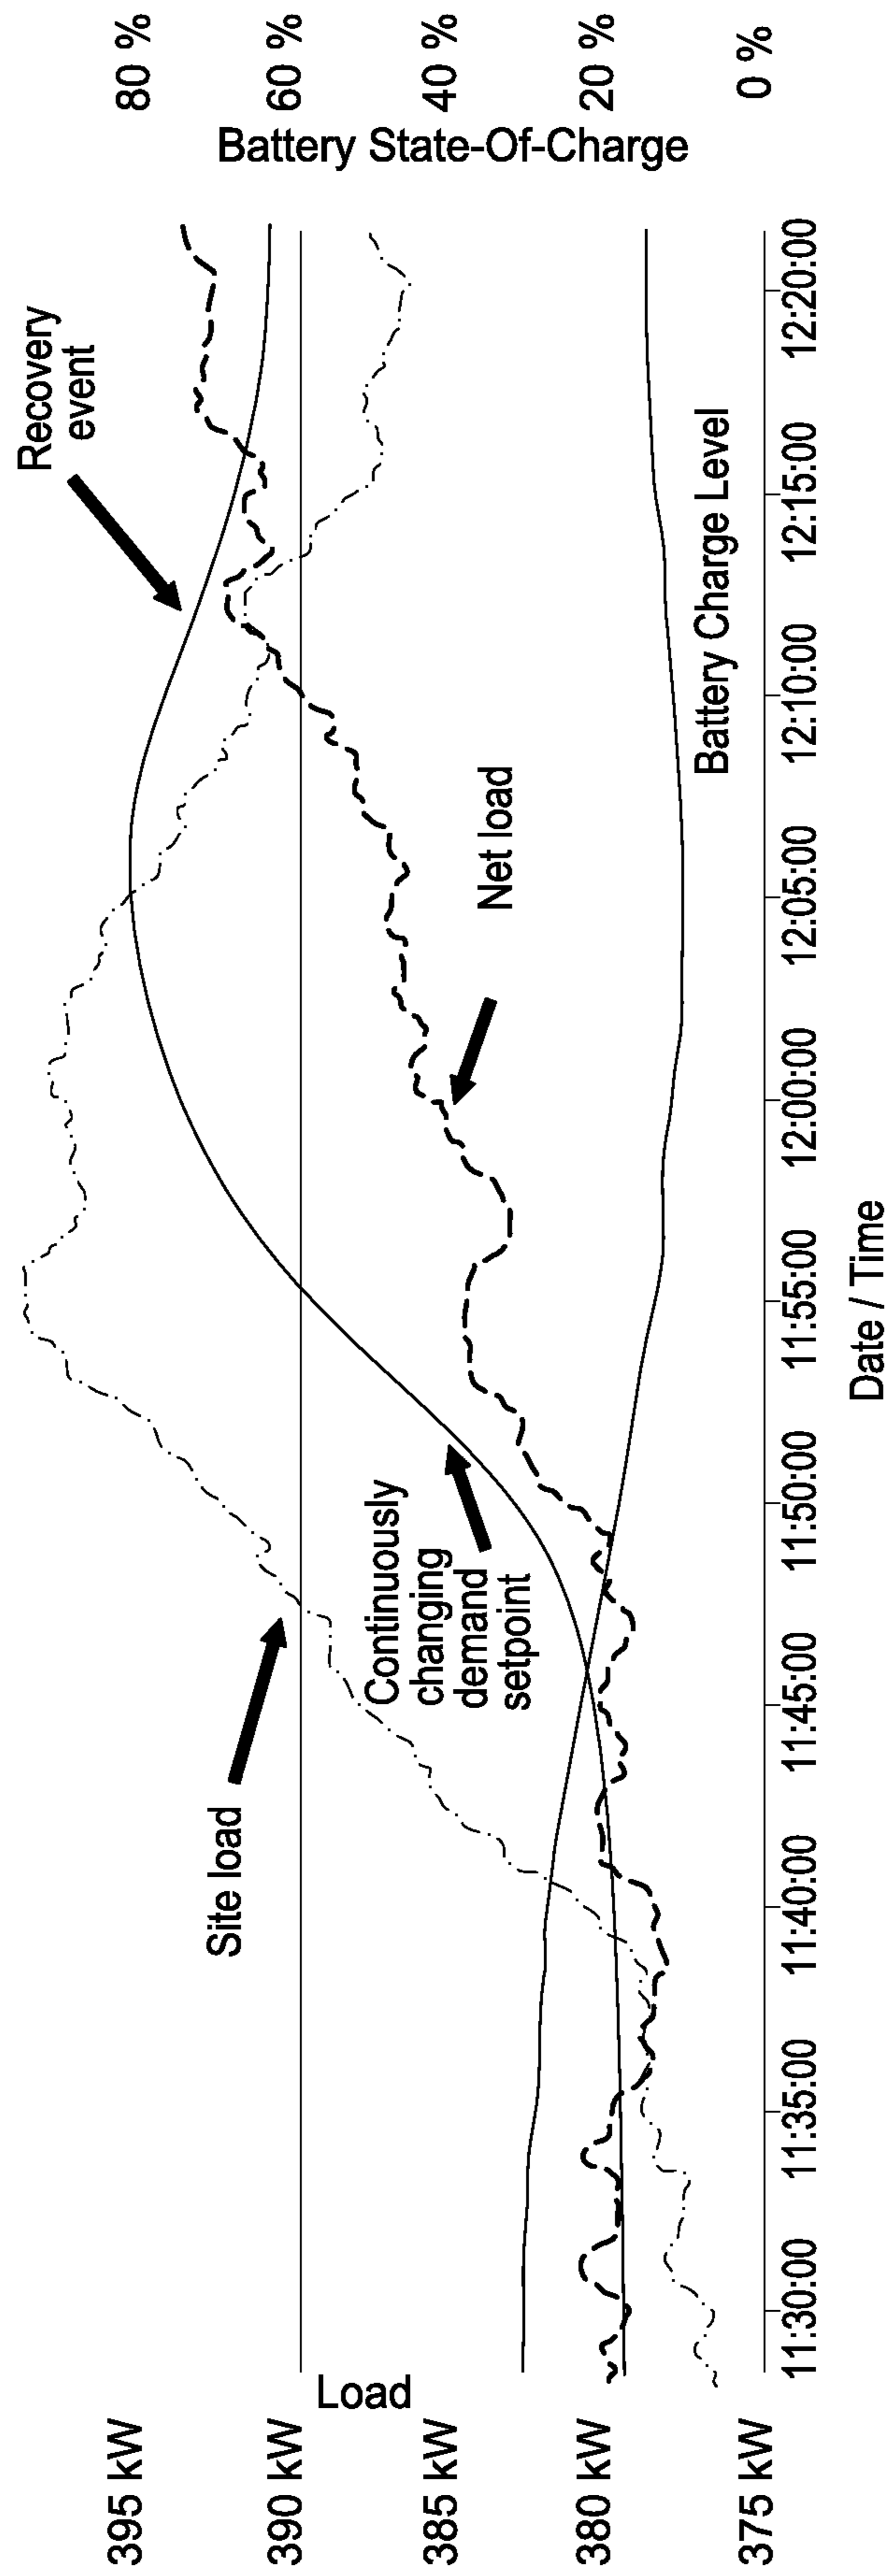 395 kW
390 kW
385 kW
380 kW
375 kW
Load
80 %
60 %
40 %
20 %
0 %
Battery State-Of-Charge
Site load
Continuously
changing
demand
setpoint
Net load
Recovery
event
Battery Charge Level
11:30:00
11:35:00
11:40:00
11:45:00
11:50:00
11:55:00
12:00:00
12:05:00
12:10:00
12:15:00
12:20:00
Date / Time